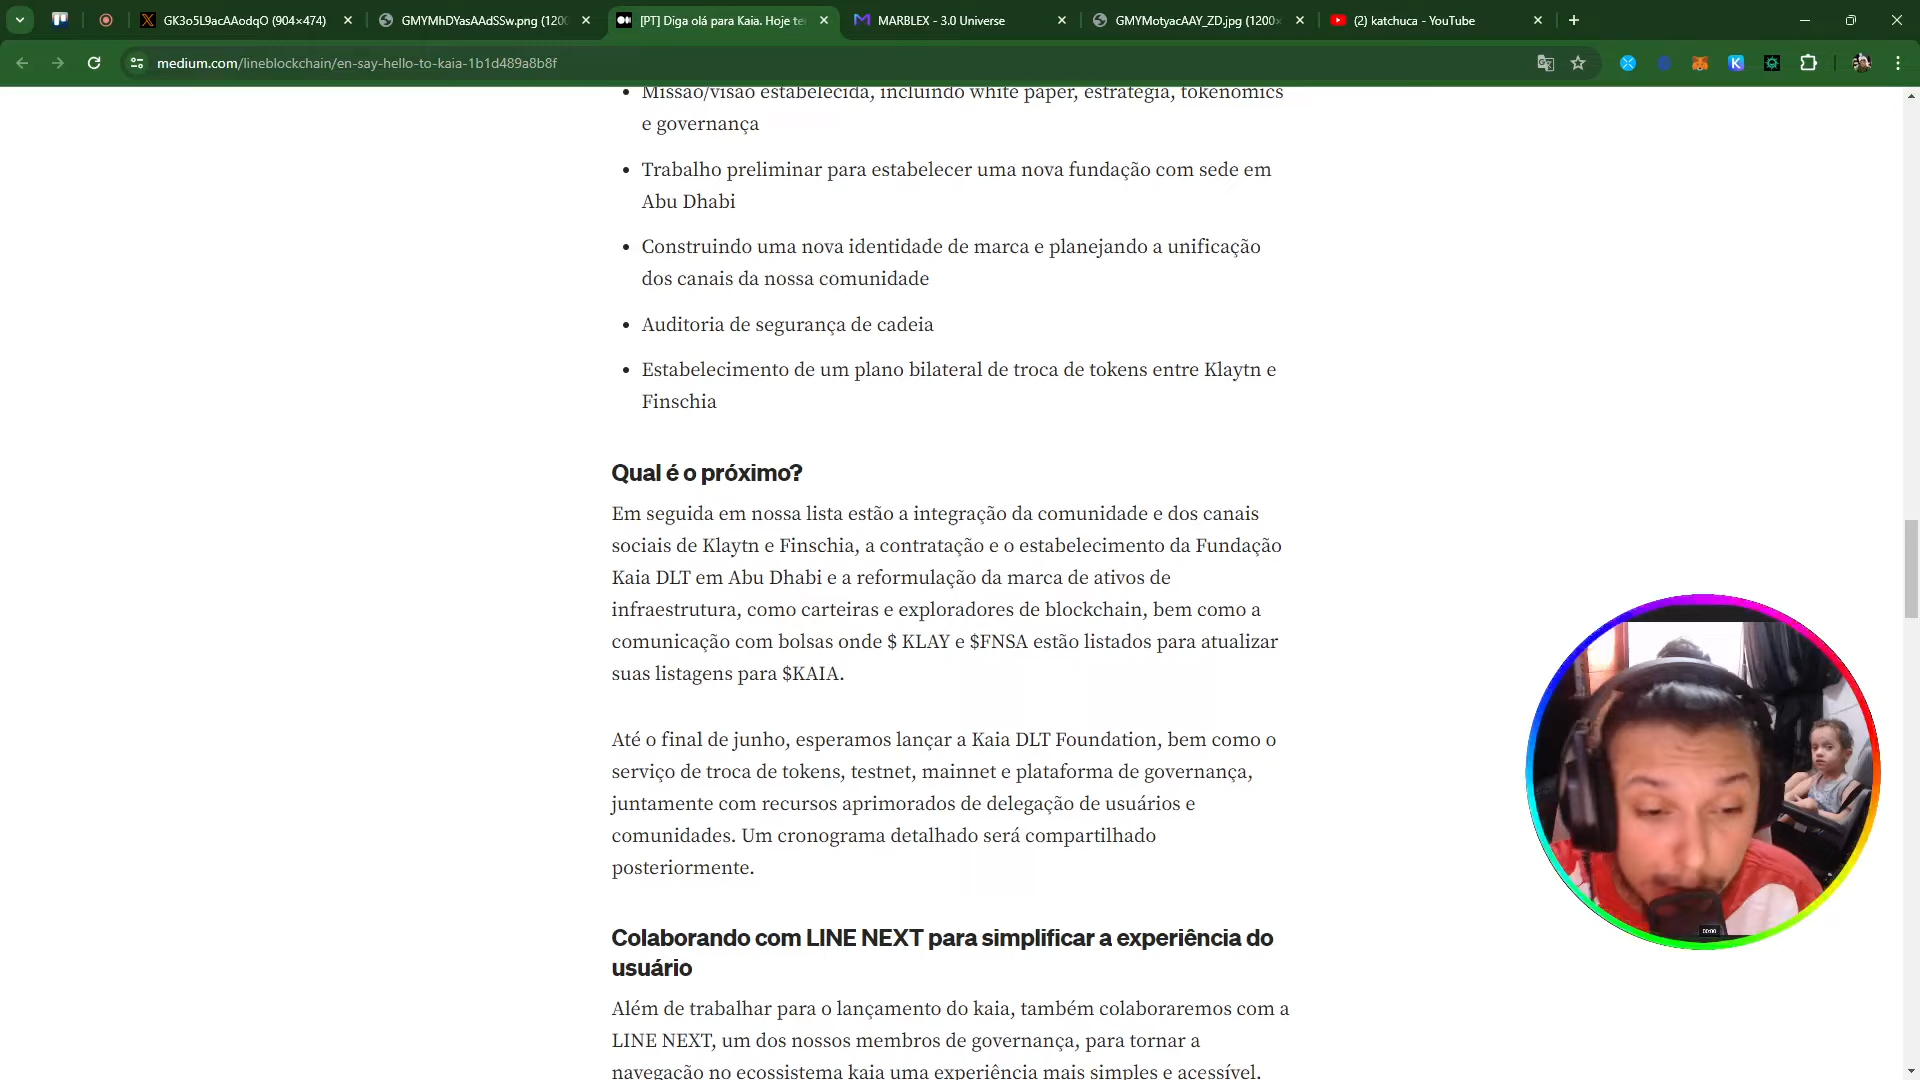 GK3o5L9acAAodqO (904×474)
GMYMhDYasAAdSSw.png (120
[PT] Diga olá para Kaia. Hoje te
MARBLEX - 3.0 Universe
GMYMotyacAAY_ZD.jpg (1200×
(2) katchuca - YouTube
medium.com/lineblockchain/en-say-hello-to-kaia-1b1d489a8b8f
Missão/visão estabelecida, incluindo white paper, estratégia, tokenomics
e governança
Trabalho preliminar para estabelecer uma nova fundação com sede em
Abu Dhabi
Construindo uma nova identidade de marca e planejando a unificação
dos canais da nossa comunidade
Auditoria de segurança de cadeia
Estabelecimento de um plano bilateral de troca de tokens entre Klaytn e
Finschia
Qual é o próximo?
Em seguida em nossa lista estão a integração da comunidade e dos canais
sociais de Klaytn e Finschia, a contratação e o estabelecimento da Fundação
Kaia DLT em Abu Dhabi e a reformulação da marca de ativos de
infraestrutura, como carteiras e exploradores de blockchain, bem como a
comunicação com bolsas onde $ KLAY e $FNSA estão listados para atualizar
suas listagens para $KAIA.
Até o final de junho, esperamos lançar a Kaia DLT Foundation, bem como o
serviço de troca de tokens, testnet, mainnet e plataforma de governança,
juntamente com recursos aprimorados de delegação de usuários e
comunidades. Um cronograma detalhado será compartilhado
posteriormente.
Colaborando com LINE NEXT para simplificar a experiência do
usuário
Além de trabalhar para o lançamento do kaia, também colaboraremos com a
LINE NEXT, um dos nossos membros de governança, para tornar a
navegação no ecossistema kaia uma experiência mais simples e acessível.
00:00